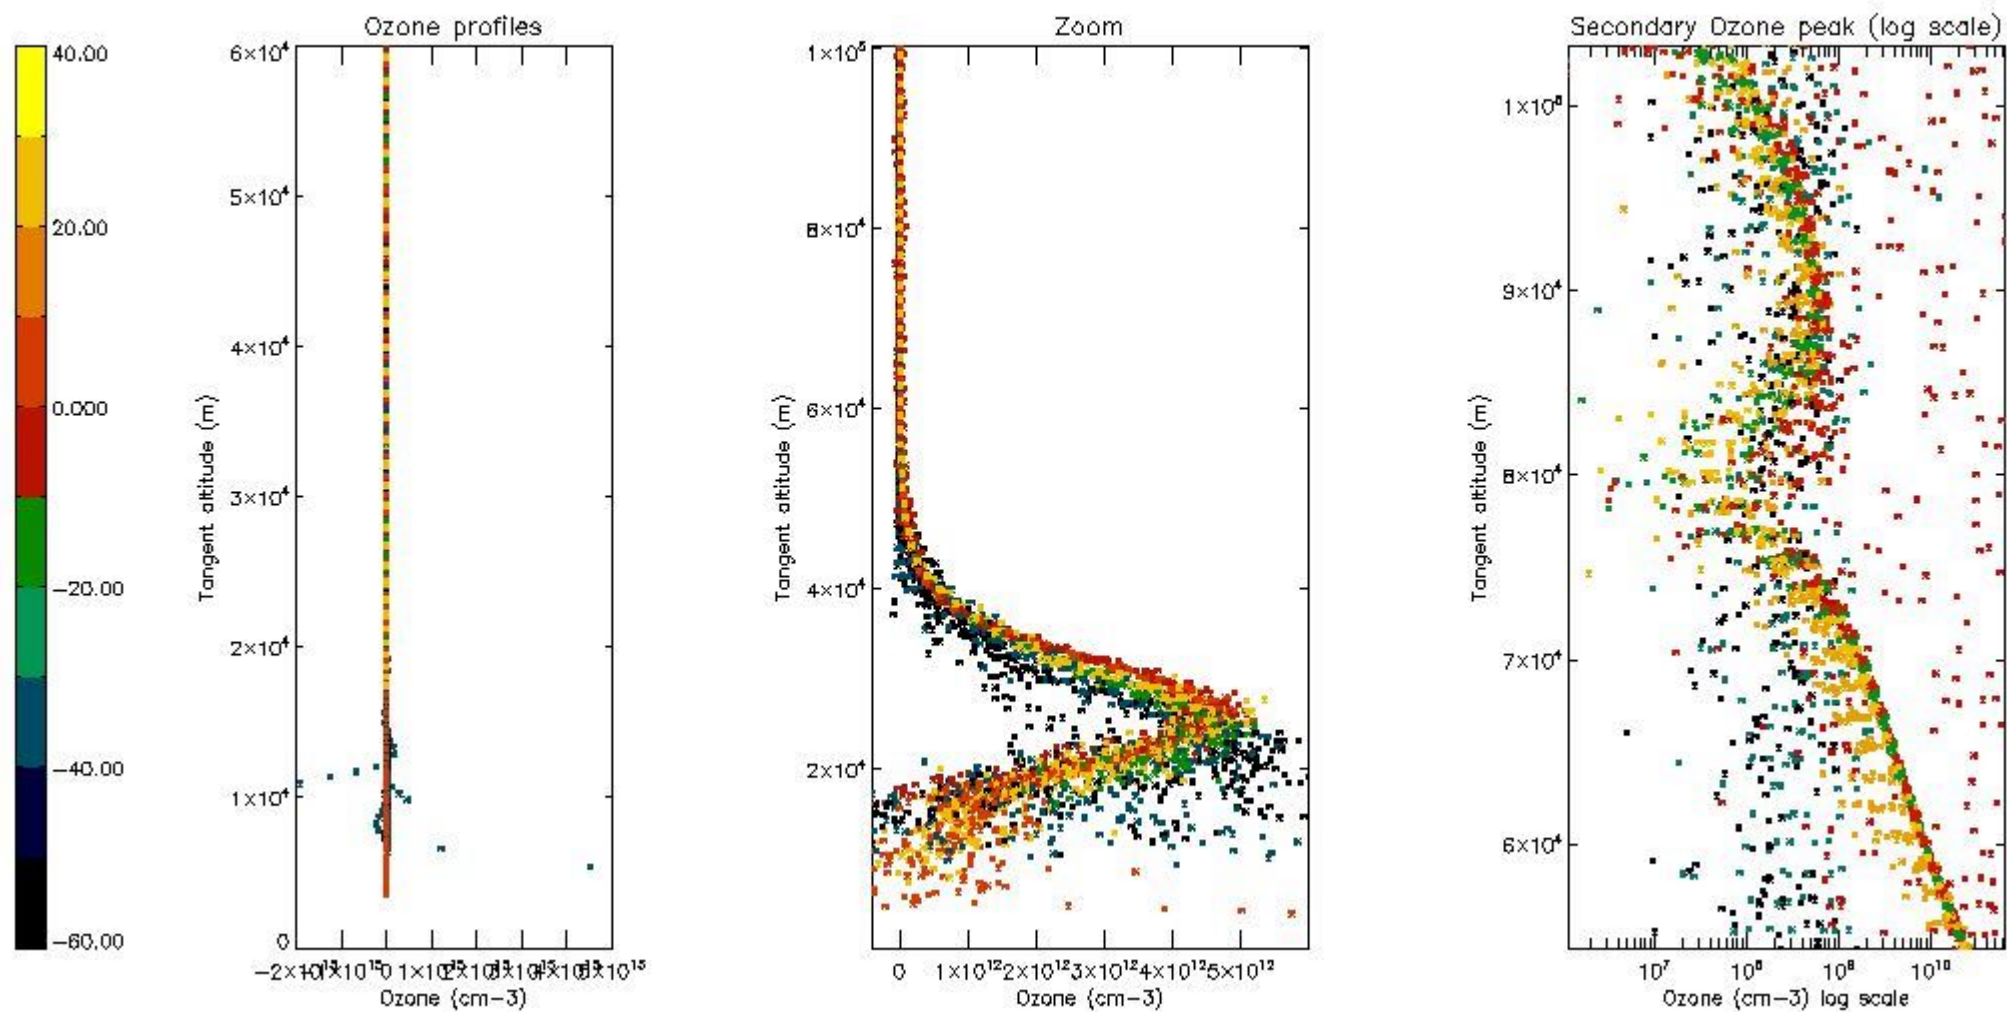 Ozone profiles
Zoom
Secondary Ozone peak (log scale)
40.00
20.00
0.000
−20.00
−40.00
−60.00
6×10⁴
5×10⁴
4×10⁴
3×10⁴
2×10⁴
1×10⁴
0
Tangent altitude (m)
Ozone (cm−3)
1×10⁵
8×10⁴
6×10⁴
4×10⁴
2×10⁴
Tangent altitude (m)
0 1×10¹² 2×10¹² 3×10¹² 4×10¹² 5×10¹²
Ozone (cm−3)
9×10⁴
8×10⁴
7×10⁴
6×10⁴
Tangent altitude (m)
10⁷ 10⁸ 10⁹ 10¹⁰
Ozone (cm−3) log scale